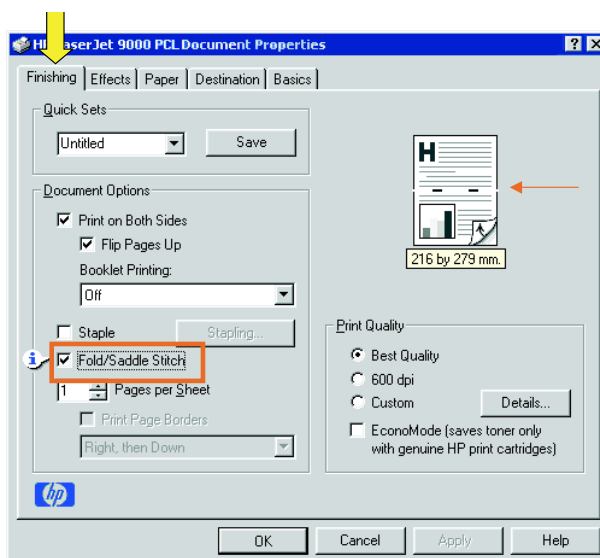 HP LaserJet 9000 PCL Document Properties
Finishing Effects Paper Destination Basics
Quick Sets
Untitled Save
H
216 by 279 mm.
Document Options
Print on Both Sides
Flip Pages Up
Booklet Printing:
Off
Staple Stapling...
i Fold/Saddle Stitch
1 Pages per Sheet
Print Page Borders
Right, then Down
Print Quality
Best Quality
600 dpi
Custom Details...
EconoMode (saves toner only
with genuine HP print cartridges)
hp
OK Cancel Apply Help